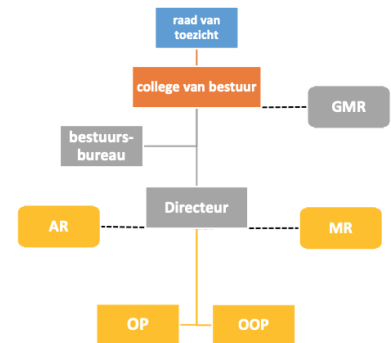 raad van
toezicht
college van bestuur
GMR
bestuurs-
bureau
Directeur
AR
MR
OP
OOP